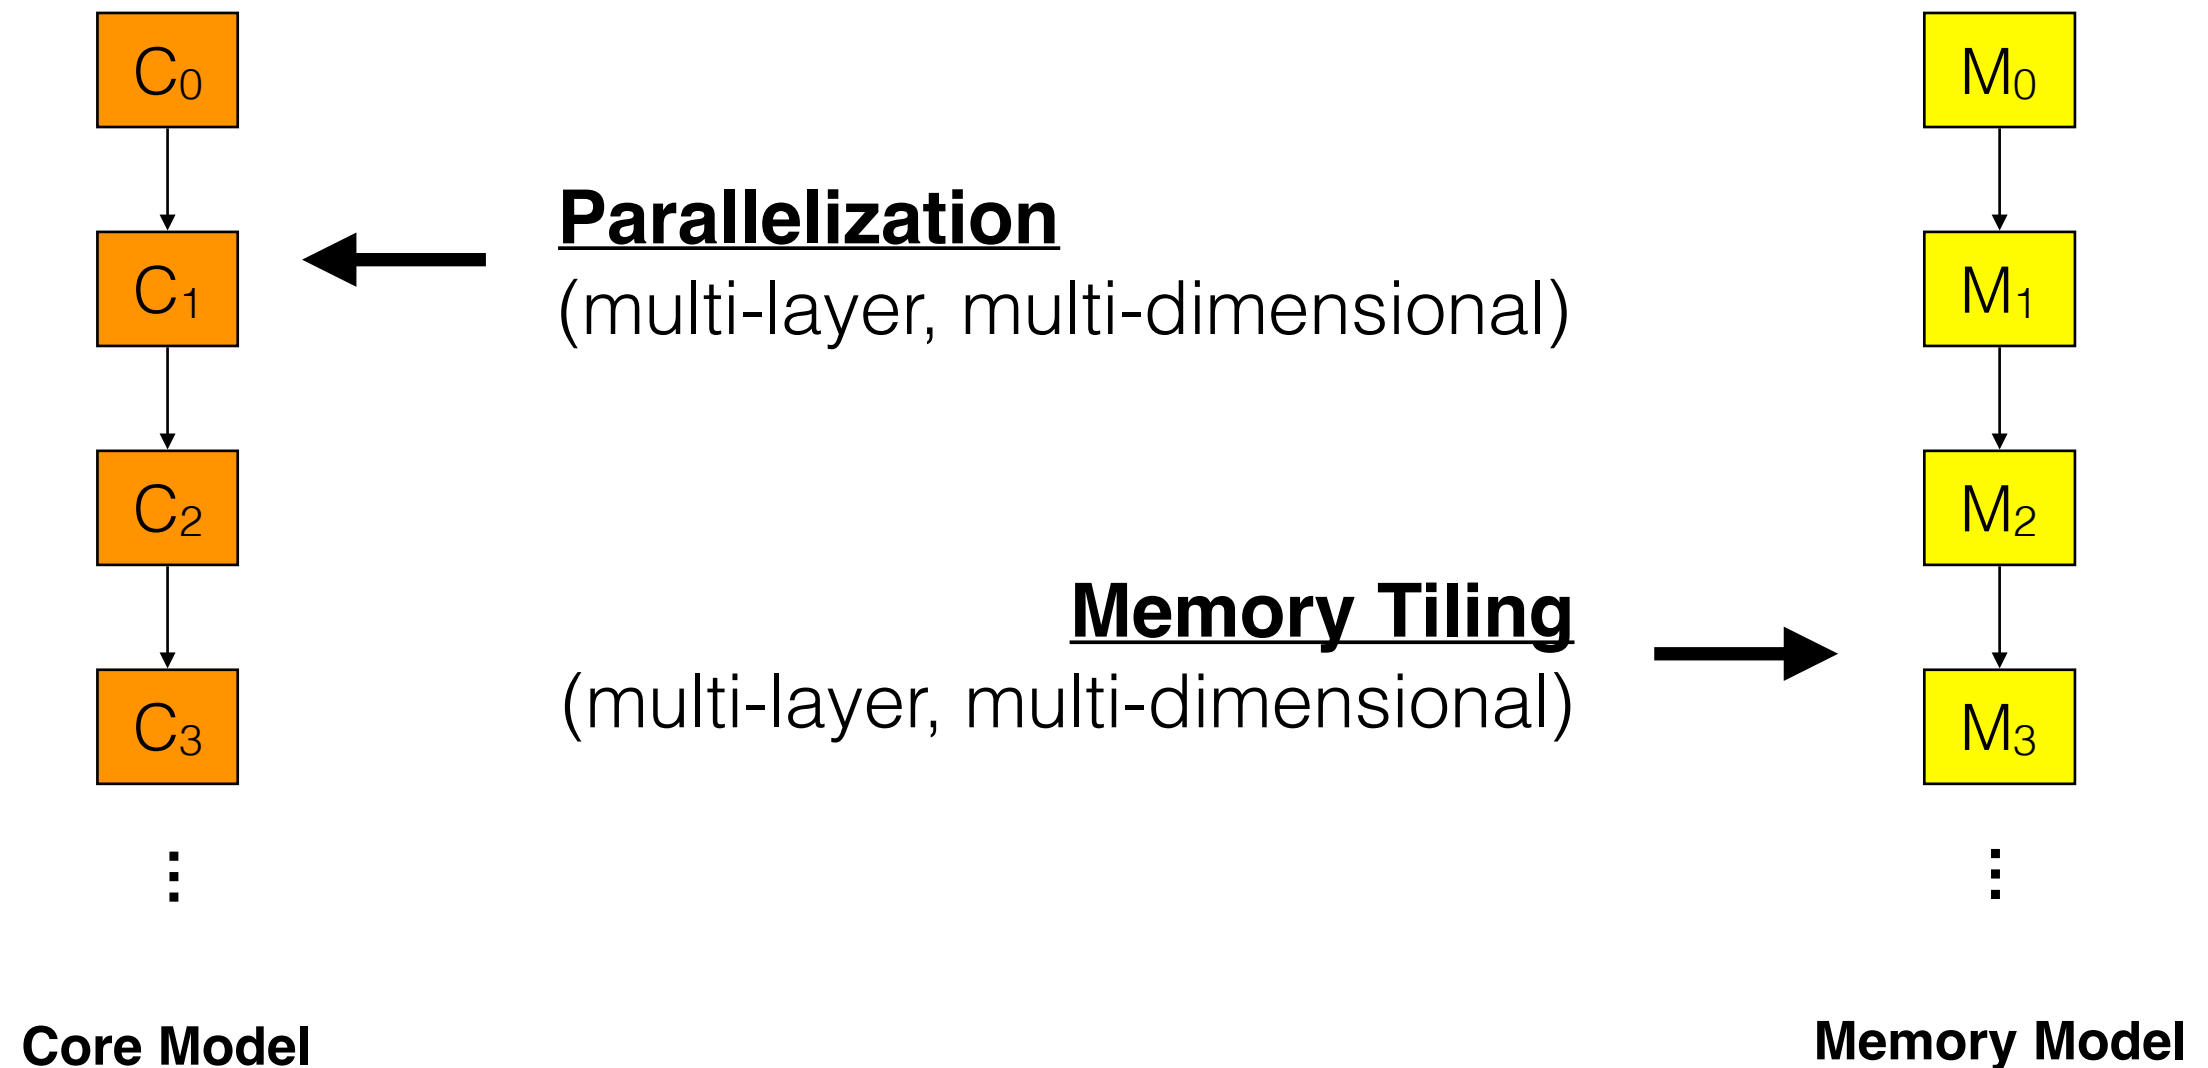 C₀
C₁
C₂
C₃
⋮
Core Model
Parallelization
(multi-layer, multi-dimensional)
Memory Tiling
(multi-layer, multi-dimensional)
M₀
M₁
M₂
M₃
⋮
Memory Model